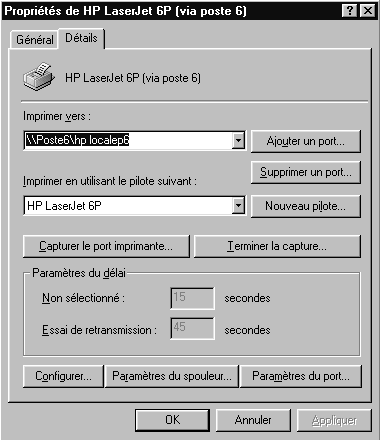 Propriétés de HP LaserJet 6P (via poste 6)
Général
Détails
HP LaserJet 6P (via poste 6)
Imprimer vers :
\\Poste6\hp localep6
Ajouter un port...
Supprimer un port...
Imprimer en utilisant le pilote suivant :
HP LaserJet 6P
Nouveau pilote...
Capturer le port imprimante...
Terminer la capture...
Paramètres du délai
Non sélectionné :
15
secondes
Essai de retransmission :
45
secondes
Configurer...
Paramètres du spouleur...
Paramètres du port...
OK
Annuler
Appliquer